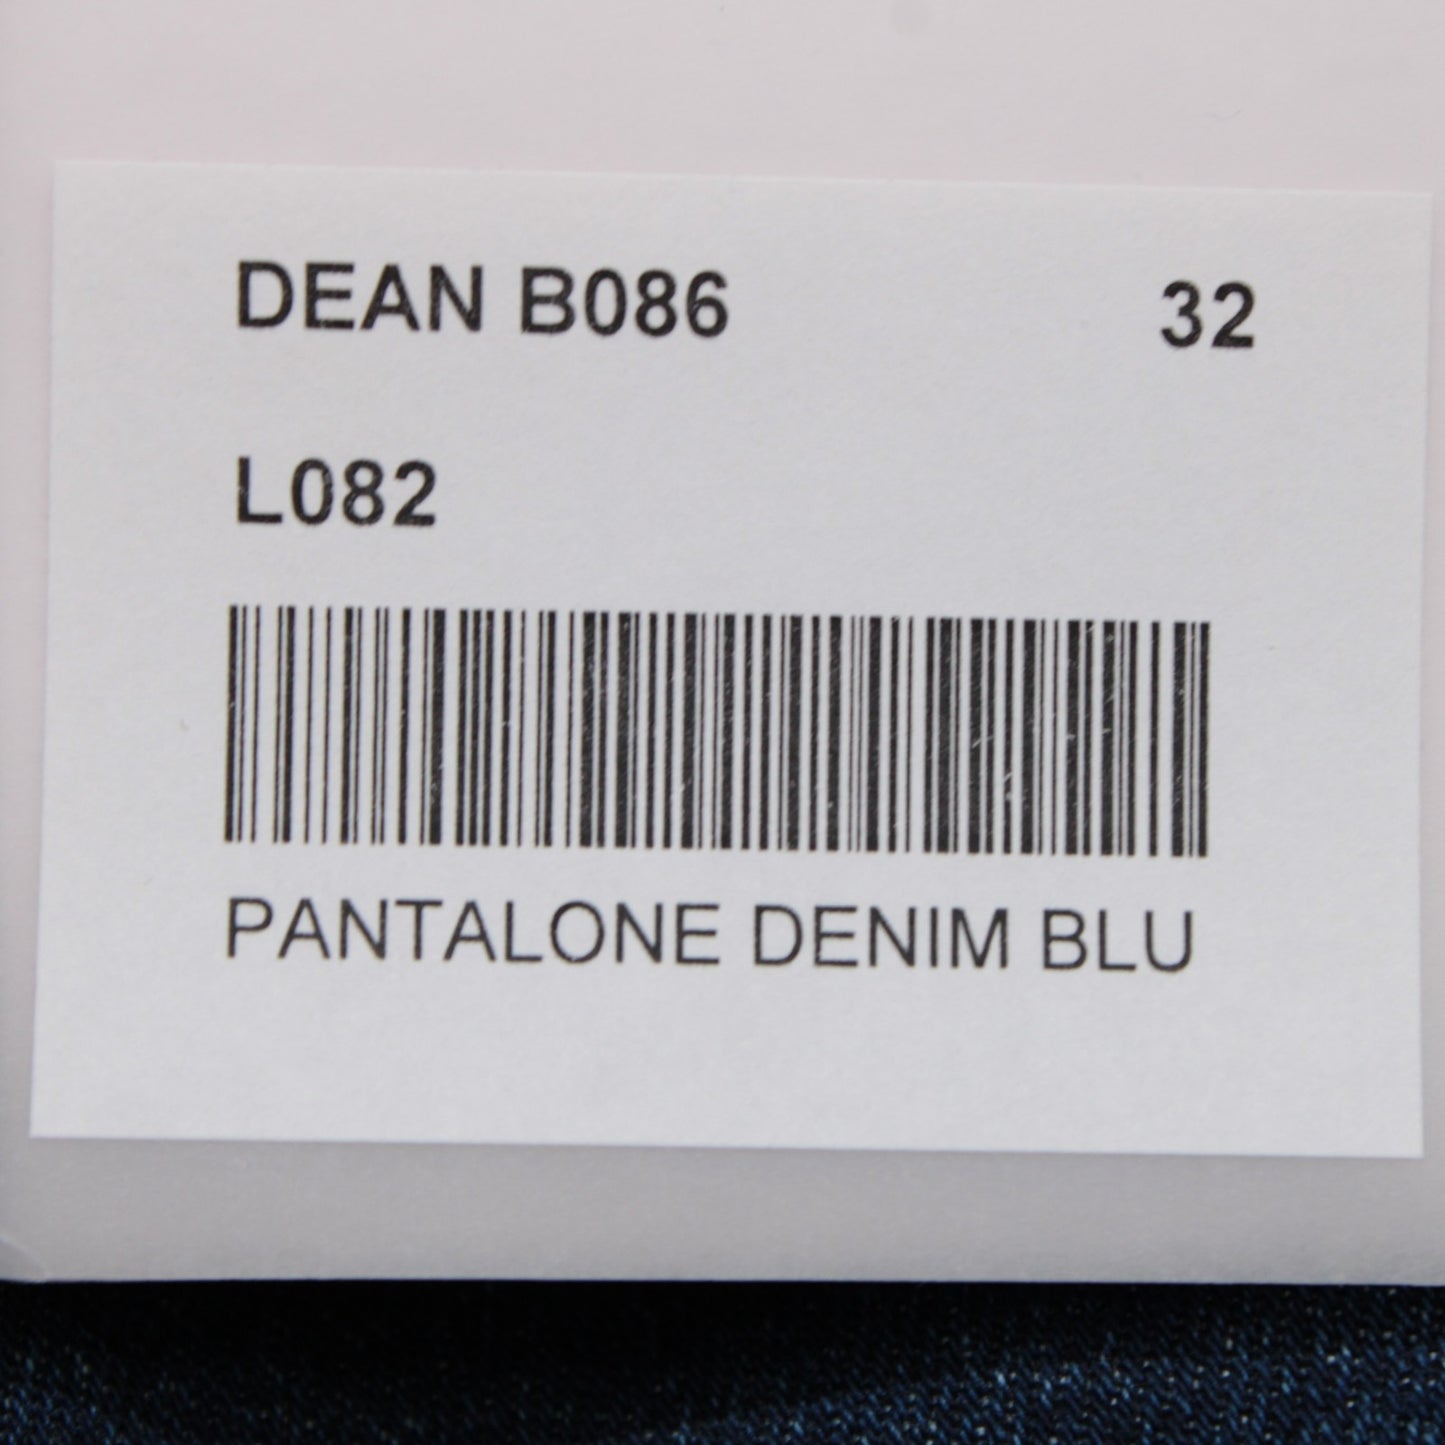 DEAN B086 32
L082
PANTALONE DENIM BLU